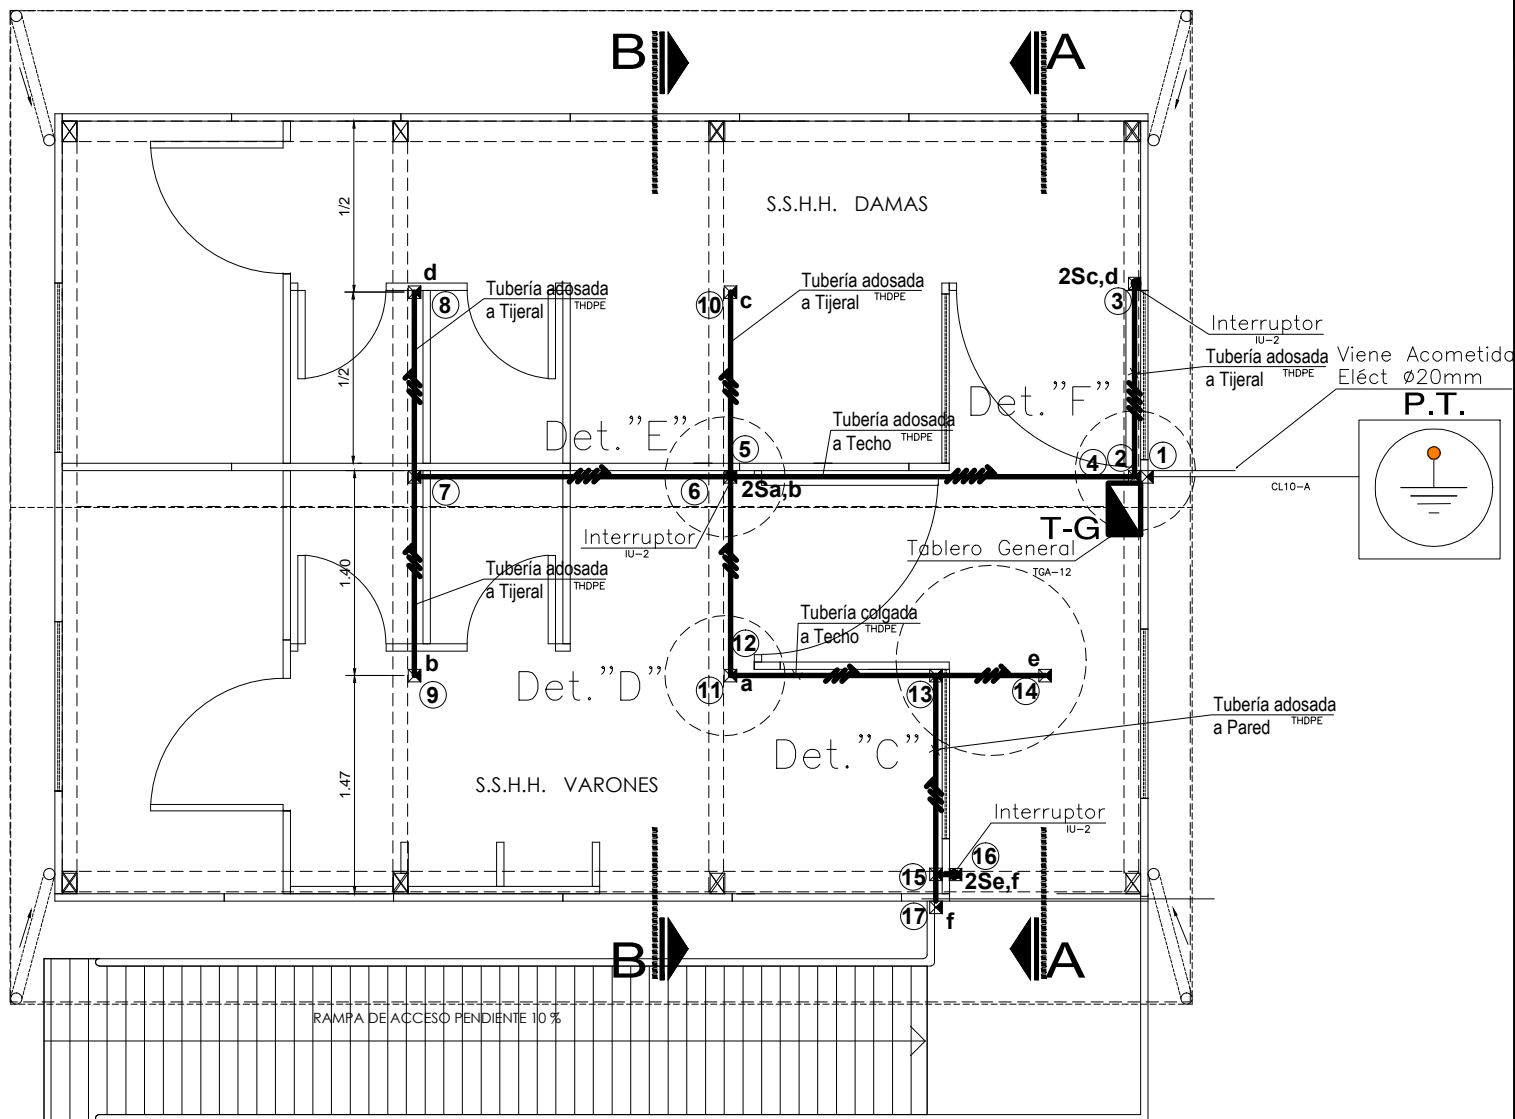 B
A
S.S.H.H. DAMAS
1/2
d
8
Tubería adosada
a Tijeral
THDPE
10
c
Tubería adosada
a Tijeral
THDPE
2Sc,d
3
Interruptor
IU-2
Tubería adosada
a Tijeral
THDPE
Viene Acometida
Eléct ø20mm
P.T.
1/2
Det."E"
Det."F"
Tubería adosada
a Techo
THDPE
5
4
2
1
7
6
2Sa,b
CL10-A
T-G
Interruptor
IU-2
Tablero General
TGA-12
1.40
Tubería adosada
a Tijeral
THDPE
Tubería colgada
a Techo
THDPE
12
b
9
Det."D"
11
a
13
e
14
Tubería adosada
a Pared
THDPE
Det."C"
1.47
S.S.H.H. VARONES
Interruptor
IU-2
16
15
2Se,f
17
f
B
A
RAMPA DE ACCESO PENDIENTE 10 %